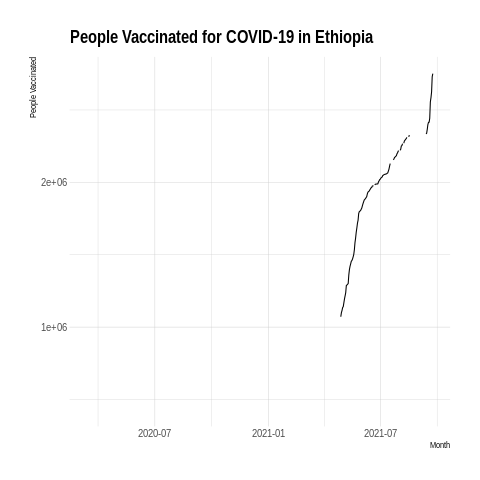 People Vaccinated for COVID-19 in Ethiopia
People Vaccinated
2e+06
1e+06
2020-07
2021-01
2021-07
Month